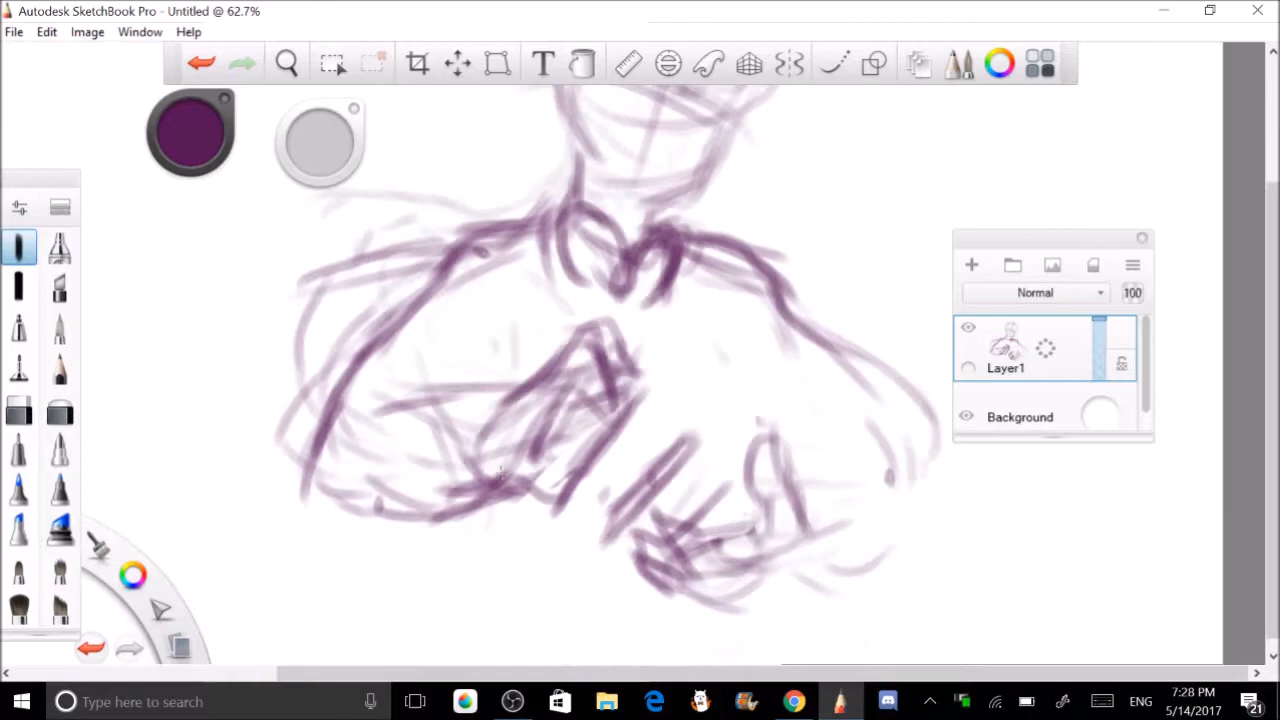 Autodesk SketchBook Pro - Untitled @ 62.7%
File Edit Image Window Help
T
Normal 100
Layer1
Background
Type here to search
ENG
7:28 PM
5/14/2017
21